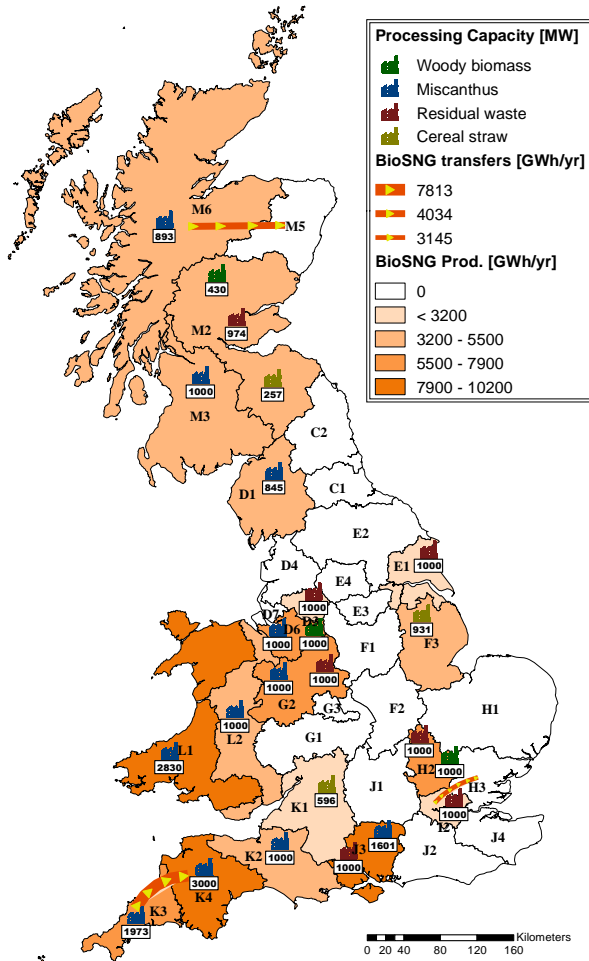 Processing Capacity [MW]
Woody biomass
Miscanthus
Residual waste
Cereal straw
BioSNG transfers [GWh/yr]
7813
4034
3145
BioSNG Prod. [GWh/yr]
0
< 3200
3200 - 5500
5500 - 7900
7900 - 10200
M6
M5
893
430
M2
974
1000
257
M3
C2
845
D1
C1
E2
E1
1000
D4
E4
1000
E3
D7
D3
D6
931
F3
1000
1000
F1
1000
1000
G2
G3
F2
H1
1000
L2
G1
1000
H2
1000
L1
2830
H3
K1
596
J1
1000
I2
J4
1601
J2
K2
1000
J3
1000
3000
K4
K3
1973
Kilometers
0 20 40 80 120 160